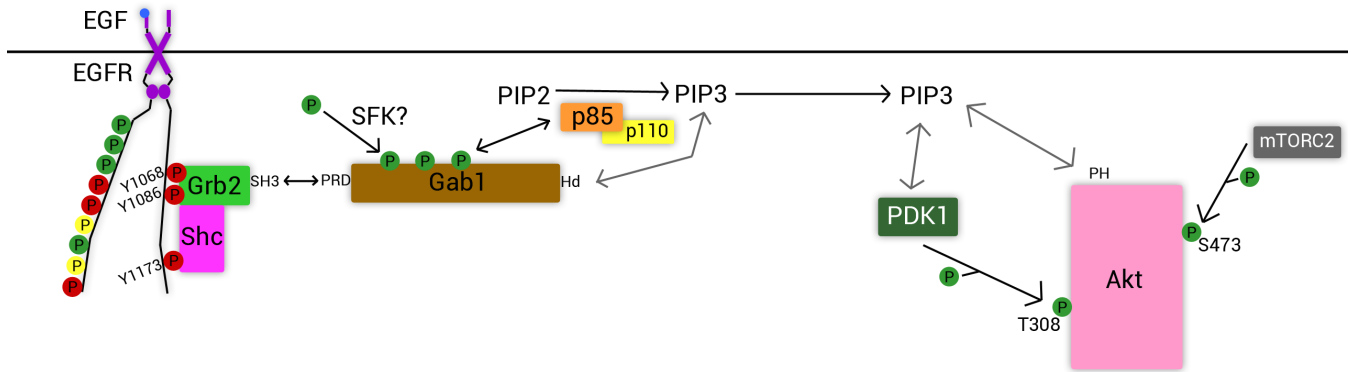 EGF
EGFR
P
P
P
P
P
P
P
P
P
Y1068
P
Y1086
P
Y1173
P
Grb2
SH3
Shc
P
SFK?
PRD
P
P
P
Gab1
Hd
PIP2
p85
p110
PIP3
PIP3
PDK1
P
T308
P
PH
Akt
mTORC2
P
P
S473